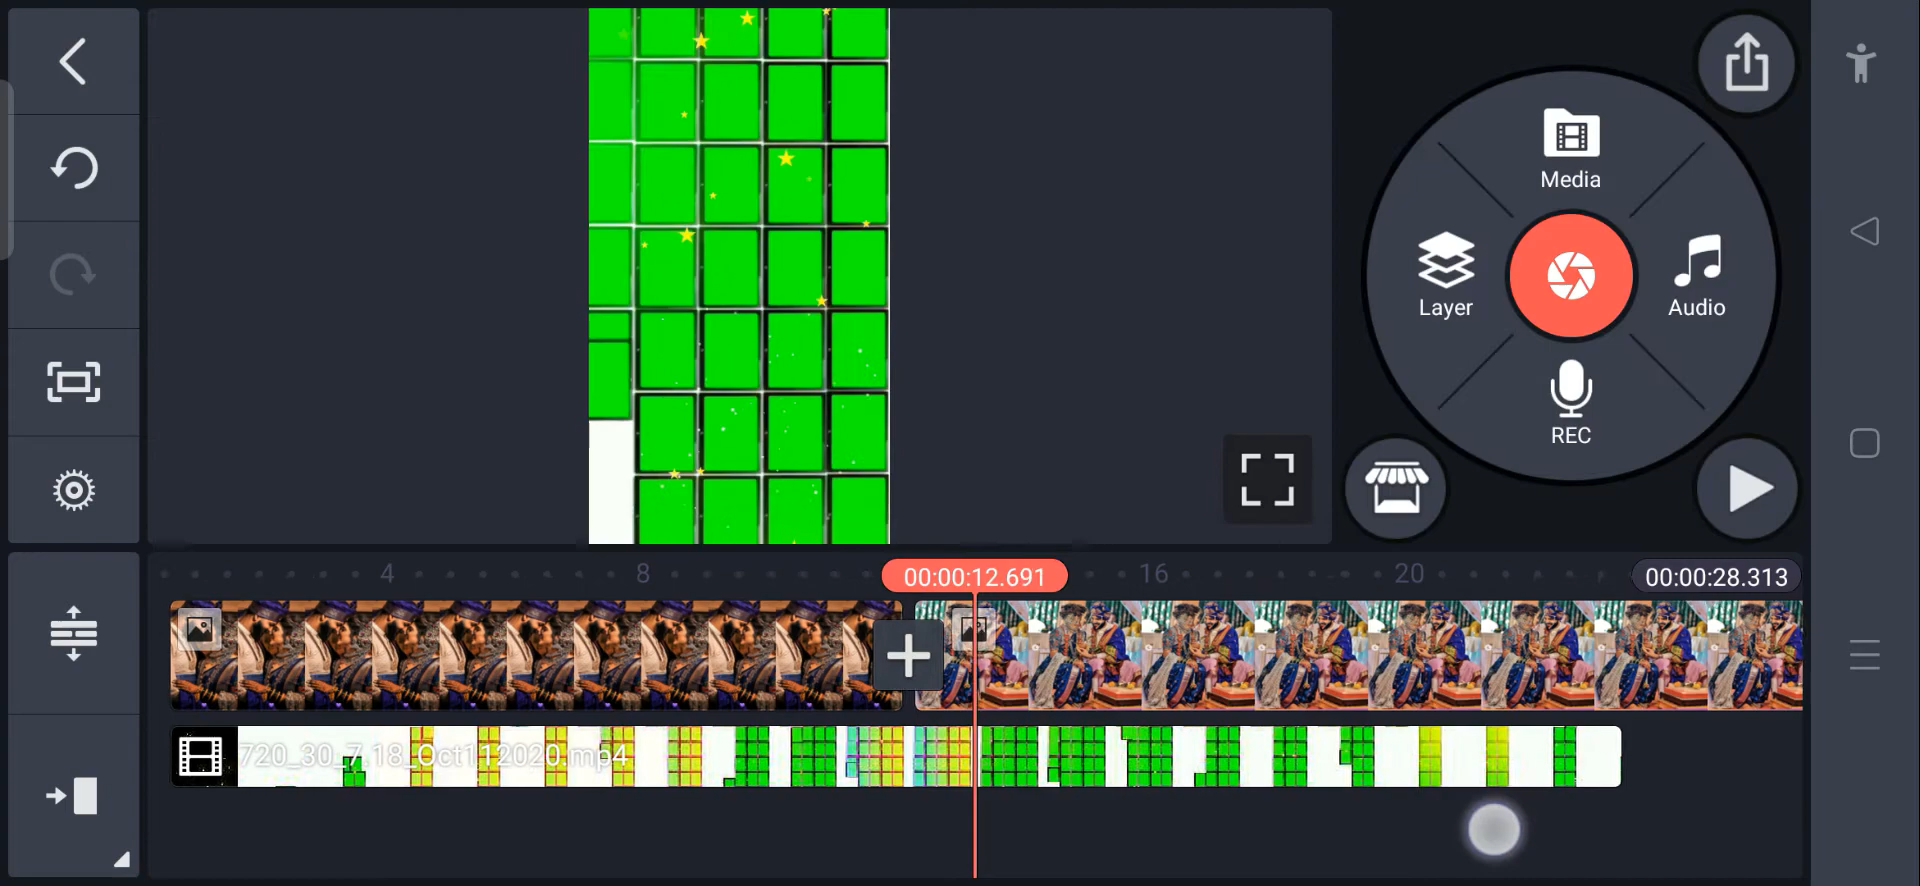 Media
Layer
Audio
REC
4
8
00:00:12.691
16
20
00:00:28.313
720_30_7.18_Oct112020.mp4